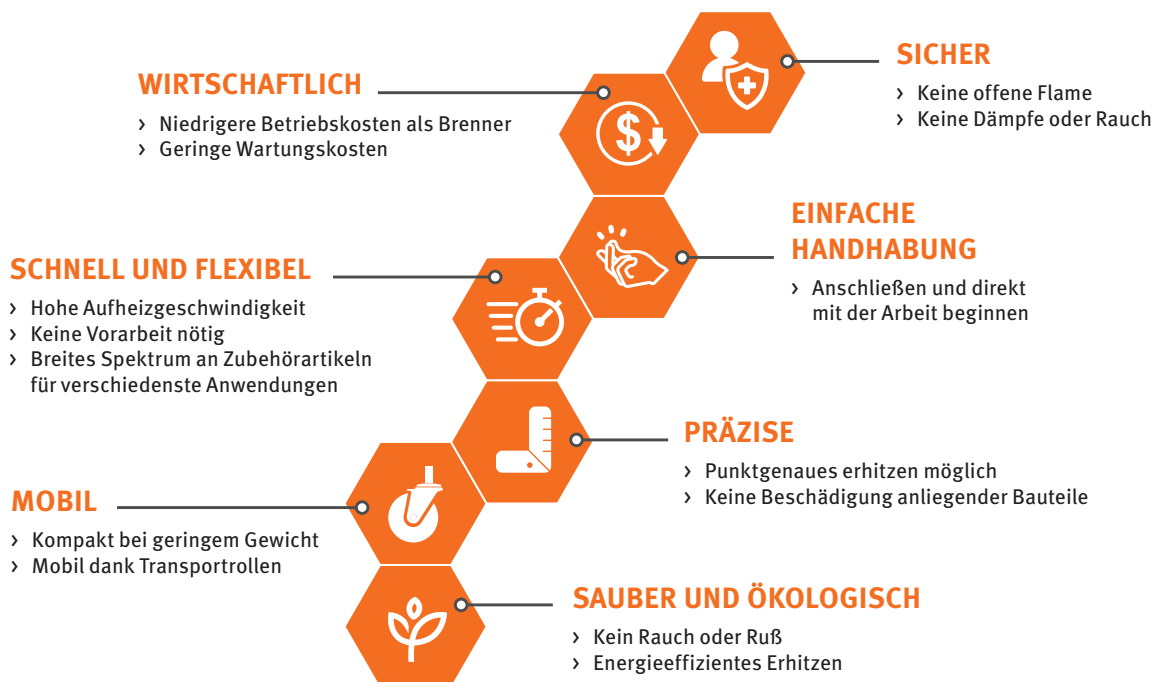 SICHER
› Keine offene Flame
› Keine Dämpfe oder Rauch
WIRTSCHAFTLICH
› Niedrigere Betriebskosten als Brenner
› Geringe Wartungskosten
$
EINFACHE
HANDHABUNG
› Anschließen und direkt
mit der Arbeit beginnen
SCHNELL UND FLEXIBEL
› Hohe Aufheizgeschwindigkeit
› Keine Vorarbeit nötig
› Breites Spektrum an Zubehörartikeln
für verschiedenste Anwendungen
PRÄZISE
› Punktgenaues erhitzen möglich
› Keine Beschädigung anliegender Bauteile
MOBIL
› Kompakt bei geringem Gewicht
› Mobil dank Transportrollen
SAUBER UND ÖKOLOGISCH
› Kein Rauch oder Ruß
› Energieeffizientes Erhitzen